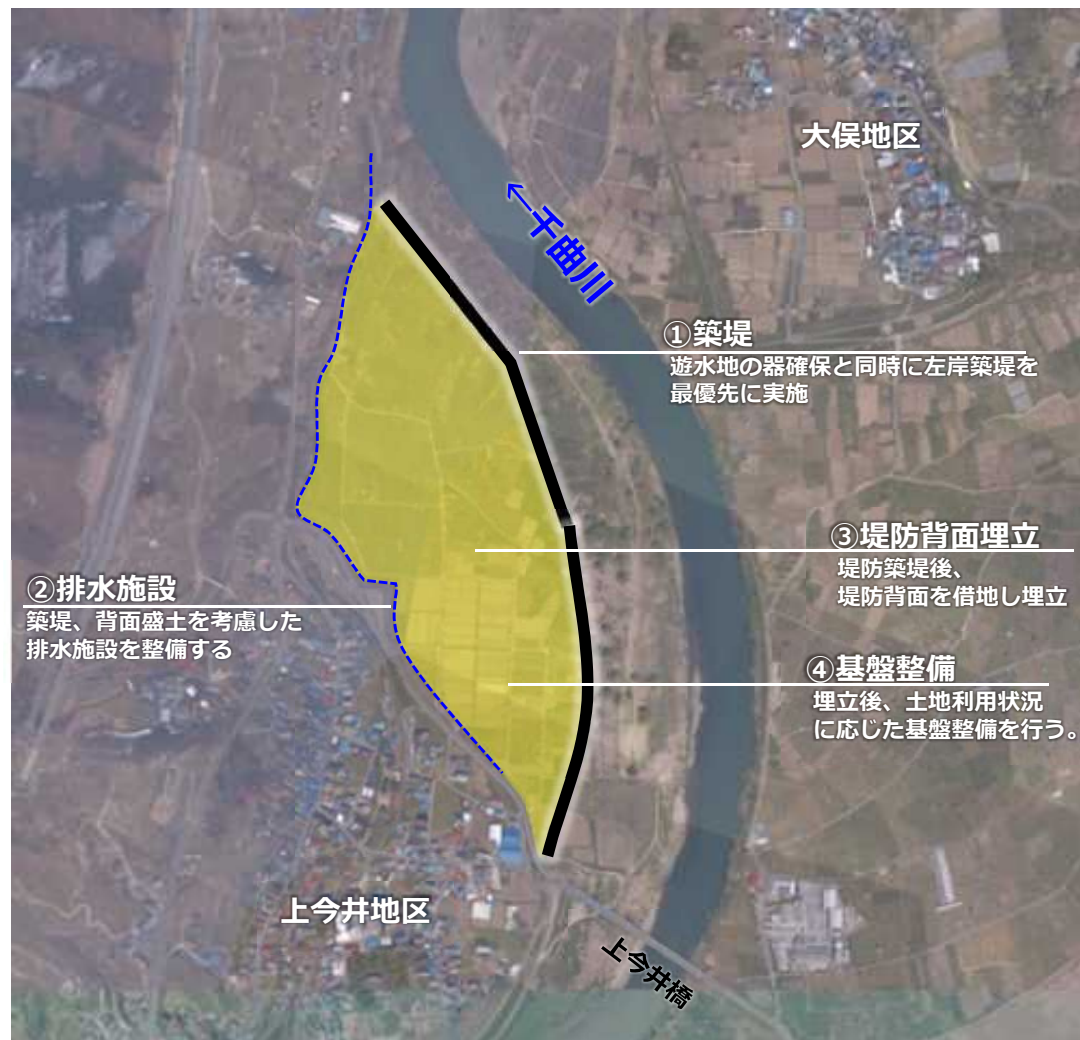 大俣地区
←千曲川
①築堤
遊水地の器確保と同時に左岸築堤を
最優先に実施
③堤防背面埋立
堤防築堤後、
堤防背面を借地し埋立
②排水施設
築堤、背面盛土を考慮した
排水施設を整備する
④基盤整備
埋立後、土地利用状況
に応じた基盤整備を行う。
上今井地区
上今井橋